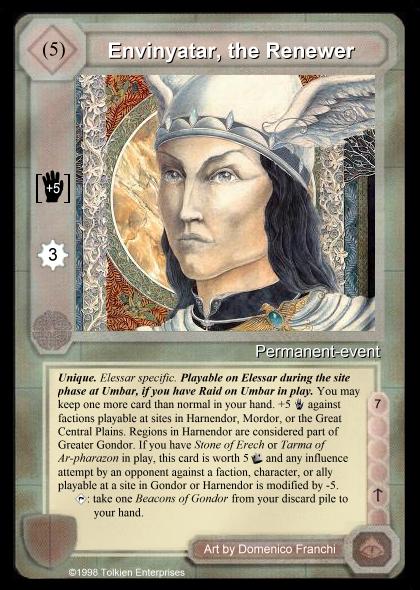 (5)
Envinyatar, the Renewer
[+5]
3
Permanent-event
Unique. Elessar specific. Playable on Elessar during the site
phase at Umbar, if you have Raid on Umbar in play. You may
keep one more card than normal in your hand. +5 against
factions playable at sites in Harnendor, Mordor, or the Great
Central Plains. Regions in Harnendor are considered part of
Greater Gondor. If you have Stone of Erech or Tarma of
Ar-pharazon in play, this card is worth 5 and any influence
attempt by an opponent against a faction, character, or ally
playable at a site in Gondor or Harnendor is modified by -5.
: take one Beacons of Gondor from your discard pile to
your hand.
7
Art by Domenico Franchi
©1998 Tolkien Enterprises